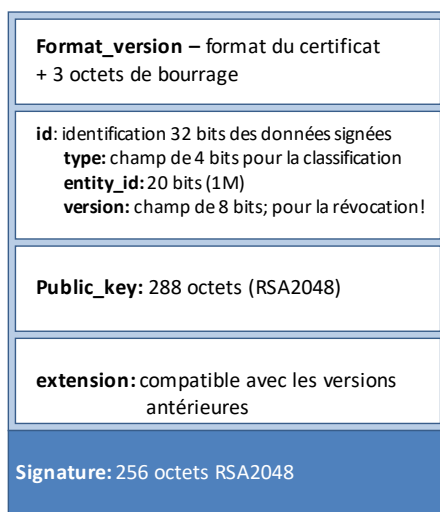 Format_version – format du certificat
+ 3 octets de bourrage
id: identification 32 bits des données signées
type: champ de 4 bits pour la classification
entity_id: 20 bits (1M)
version: champ de 8 bits; pour la révocation!
Public_key: 288 octets (RSA2048)
extension: compatible avec les versions
antérieures
Signature: 256 octets RSA2048